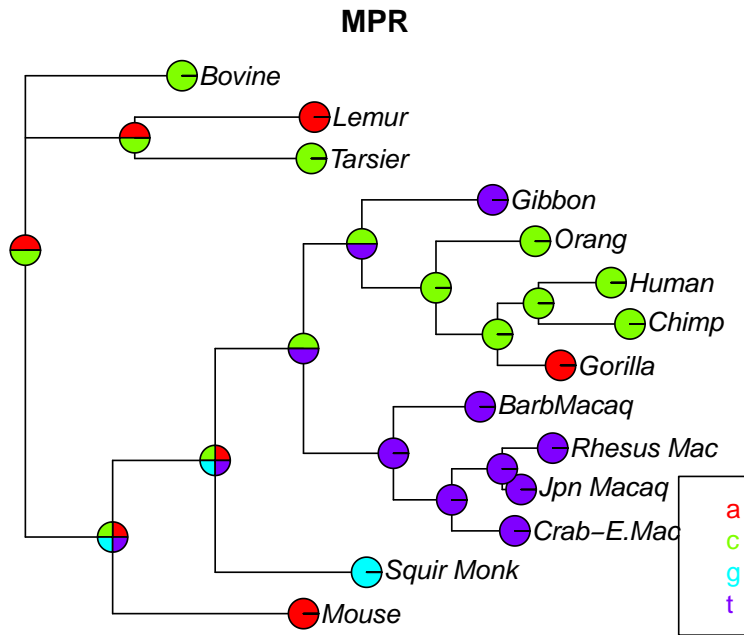 MPR
Bovine
Lemur
Tarsier
Gibbon
Orang
Human
Chimp
Gorilla
BarbMacaq
Rhesus Mac
Jpn Macaq
Crab−E.Mac
Squir Monk
Mouse
a
c
g
t